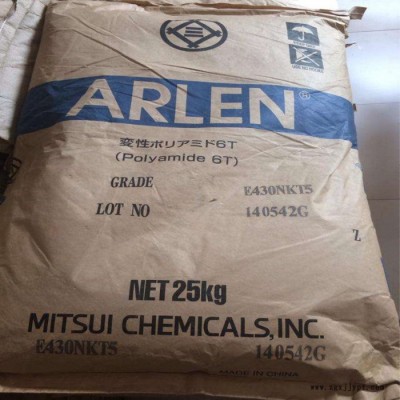 ARLEN®
変性ポリアミド6T
(Polyamide 6T)
GRADE E430NKT5
LOT NO 140542G
Z
NET 25kg
MITSUI CHEMICALS, INC.
E430NKT5 140542G
MADE IN CHINA